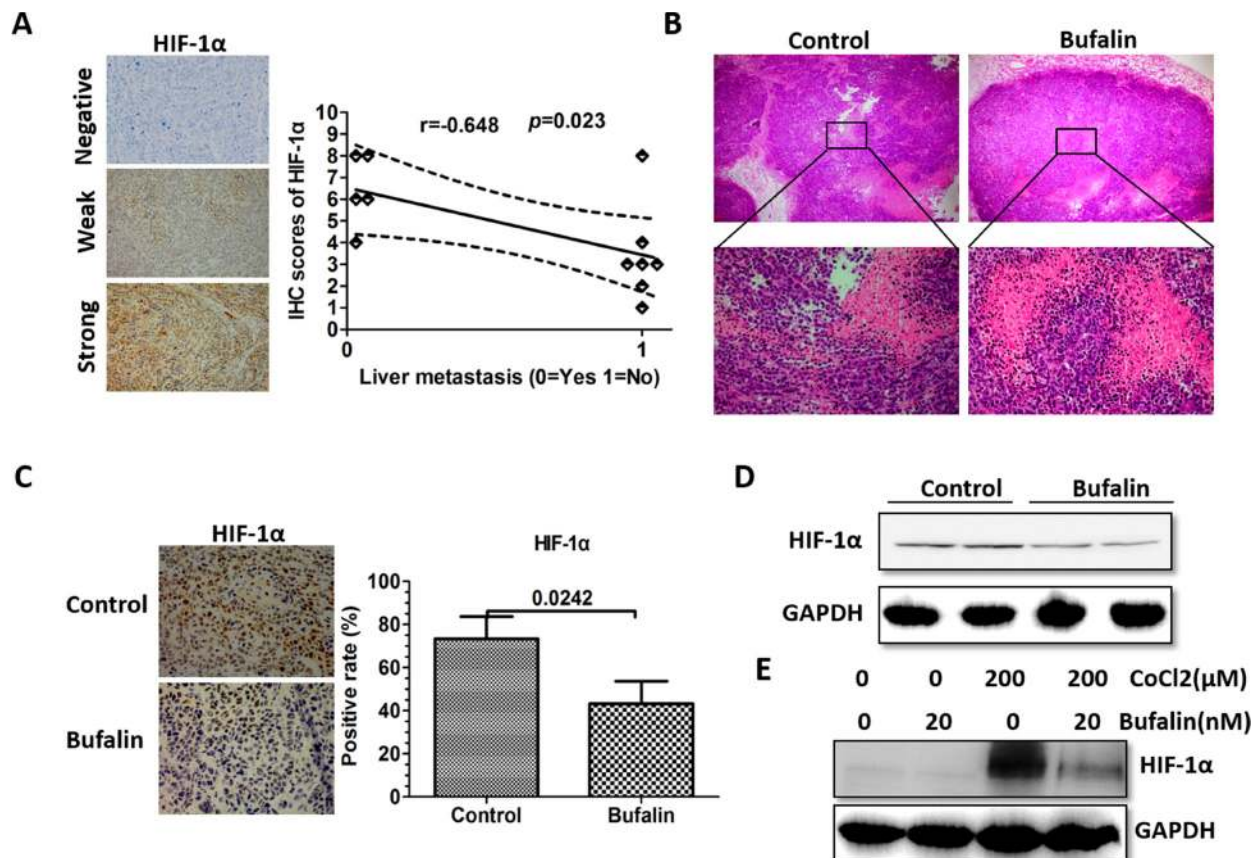 A
HIF-1α
Negative
Weak
Strong
IHC scores of HIF-1α
10
9
8
7
6
5
4
3
2
1
0
r=-0.648 p=0.023
0 1
Liver metastasis (0=Yes 1=No)
B
Control Bufalin
C
HIF-1α
Control
Bufalin
HIF-1α
Positive rate (%)
100
80
60
40
20
0
0.0242
Control Bufalin
D
Control Bufalin
HIF-1α
GAPDH
E
0 0 200 200 CoCl2(μM)
0 20 0 20 Bufalin(nM)
HIF-1α
GAPDH